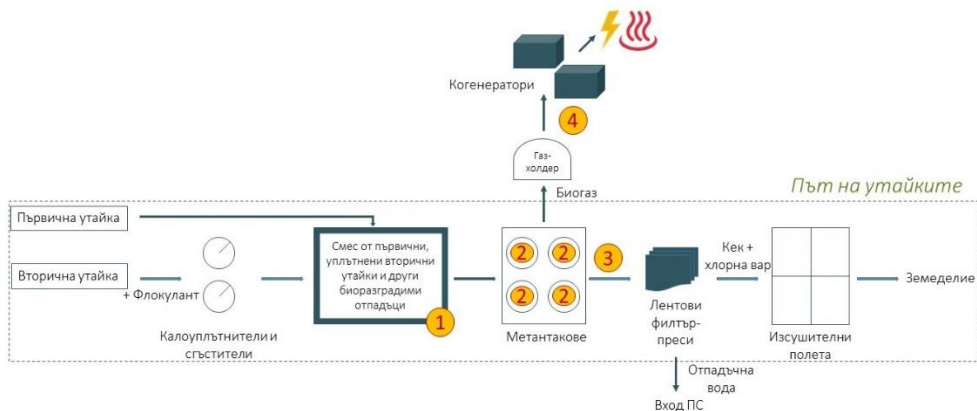 Когенератори
4
Газ-
холдер
Биогаз
Път на утайките
Първична утайка
Вторична утайка
+ Флокулант
Калоуплътнители и
сгъстители
Смес от първични,
уплътнени вторични
утайки и други
биоразградими
отпадъци
1
2 2
2 2
Метантакове
3
Лентови
филтър-
преси
Кек +
хлорна вар
Изсушителни
полета
Земеделие
Отпадъчна
вода
Вход ПС